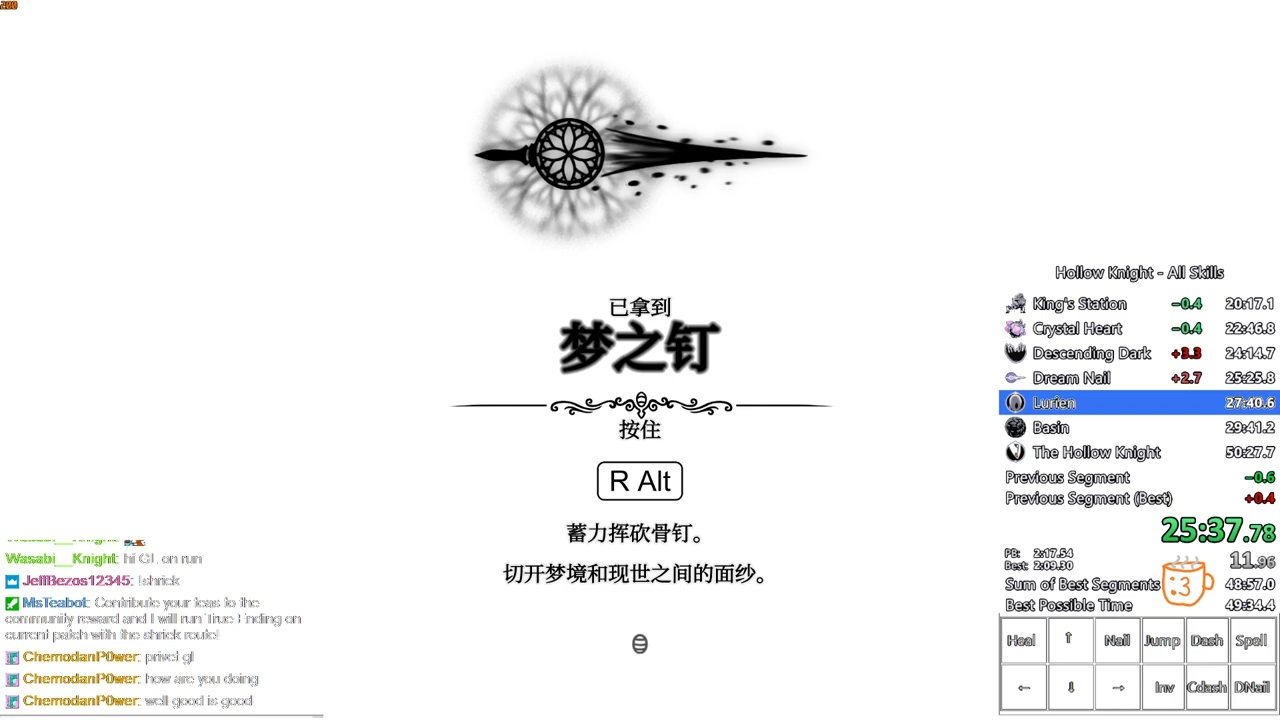 200
已拿到
梦之钉
按住
R Alt
蓄力挥砍骨钉。
切开梦境和现世之间的面纱。
Wasabi__Knight: hi GL on run
JeffBezos12345: !shrick
MsTeabot: Contribute your teas to the
community reward and I will run True Ending on
current patch with the shriek route!
ChemodanP0wer: privet gl
ChemodanP0wer: how are you doing
ChemodanP0wer: well good is good
Hollow Knight - All Skills
King's Station −0.4 20:17.1
Crystal Heart −0.4 22:46.8
Descending Dark +3.3 24:14.7
Dream Nail +2.7 25:25.8
Lurien 27:40.6
Basin 29:41.2
The Hollow Knight 50:27.7
Previous Segment −0.6
Previous Segment (Best) +0.4
25:37.78
PB: 2:17.54
Best: 2:09.30
11.96
Sum of Best Segments 48:57.0
Best Possible Time 49:34.4
Heal ↑ Nail Jump Dash Spell
← ↓ → Inv Cdash DNail